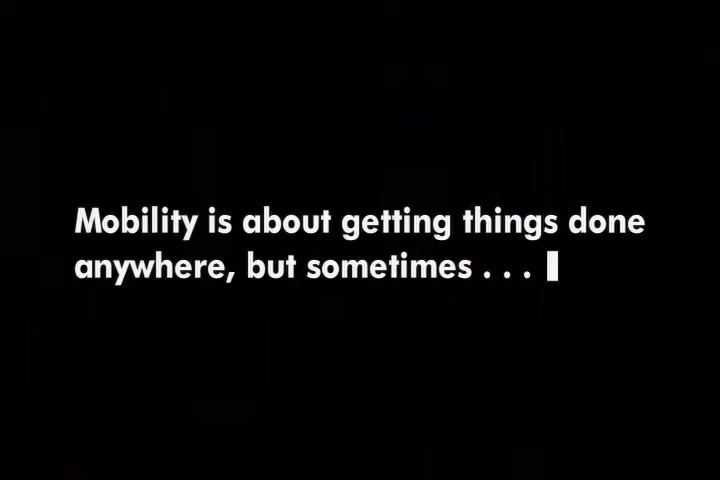 Mobility is about getting things done
anywhere, but sometimes . . .